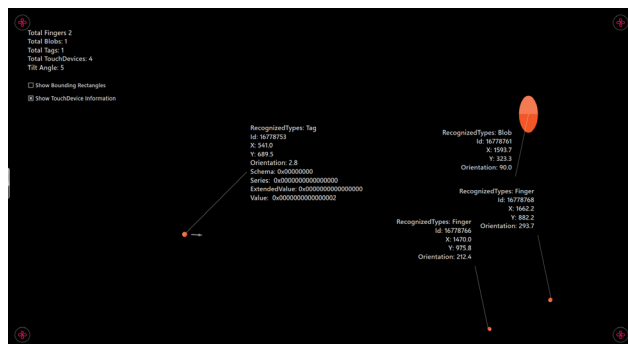 Total Fingers 2
Total Blobs: 1
Total Tags: 1
Total TouchDevices: 4
Tilt Angle: 5
Show Bounding Rectangles
Show TouchDevice Information
RecognizedTypes: Tag
Id: 16778753
X: 541.0
Y: 689.5
Orientation: 2.8
Schema: 0x00000000
Series: 0x0000000000000000
ExtendedValue: 0x0000000000000000
Value: 0x0000000000000002
RecognizedTypes: Blob
Id: 16778761
X: 1593.7
Y: 323.3
Orientation: 90.0
RecognizedTypes: Finger
Id: 16778768
X: 1662.2
Y: 882.2
Orientation: 293.7
RecognizedTypes: Finger
Id: 16778766
X: 1470.0
Y: 975.8
Orientation: 212.4